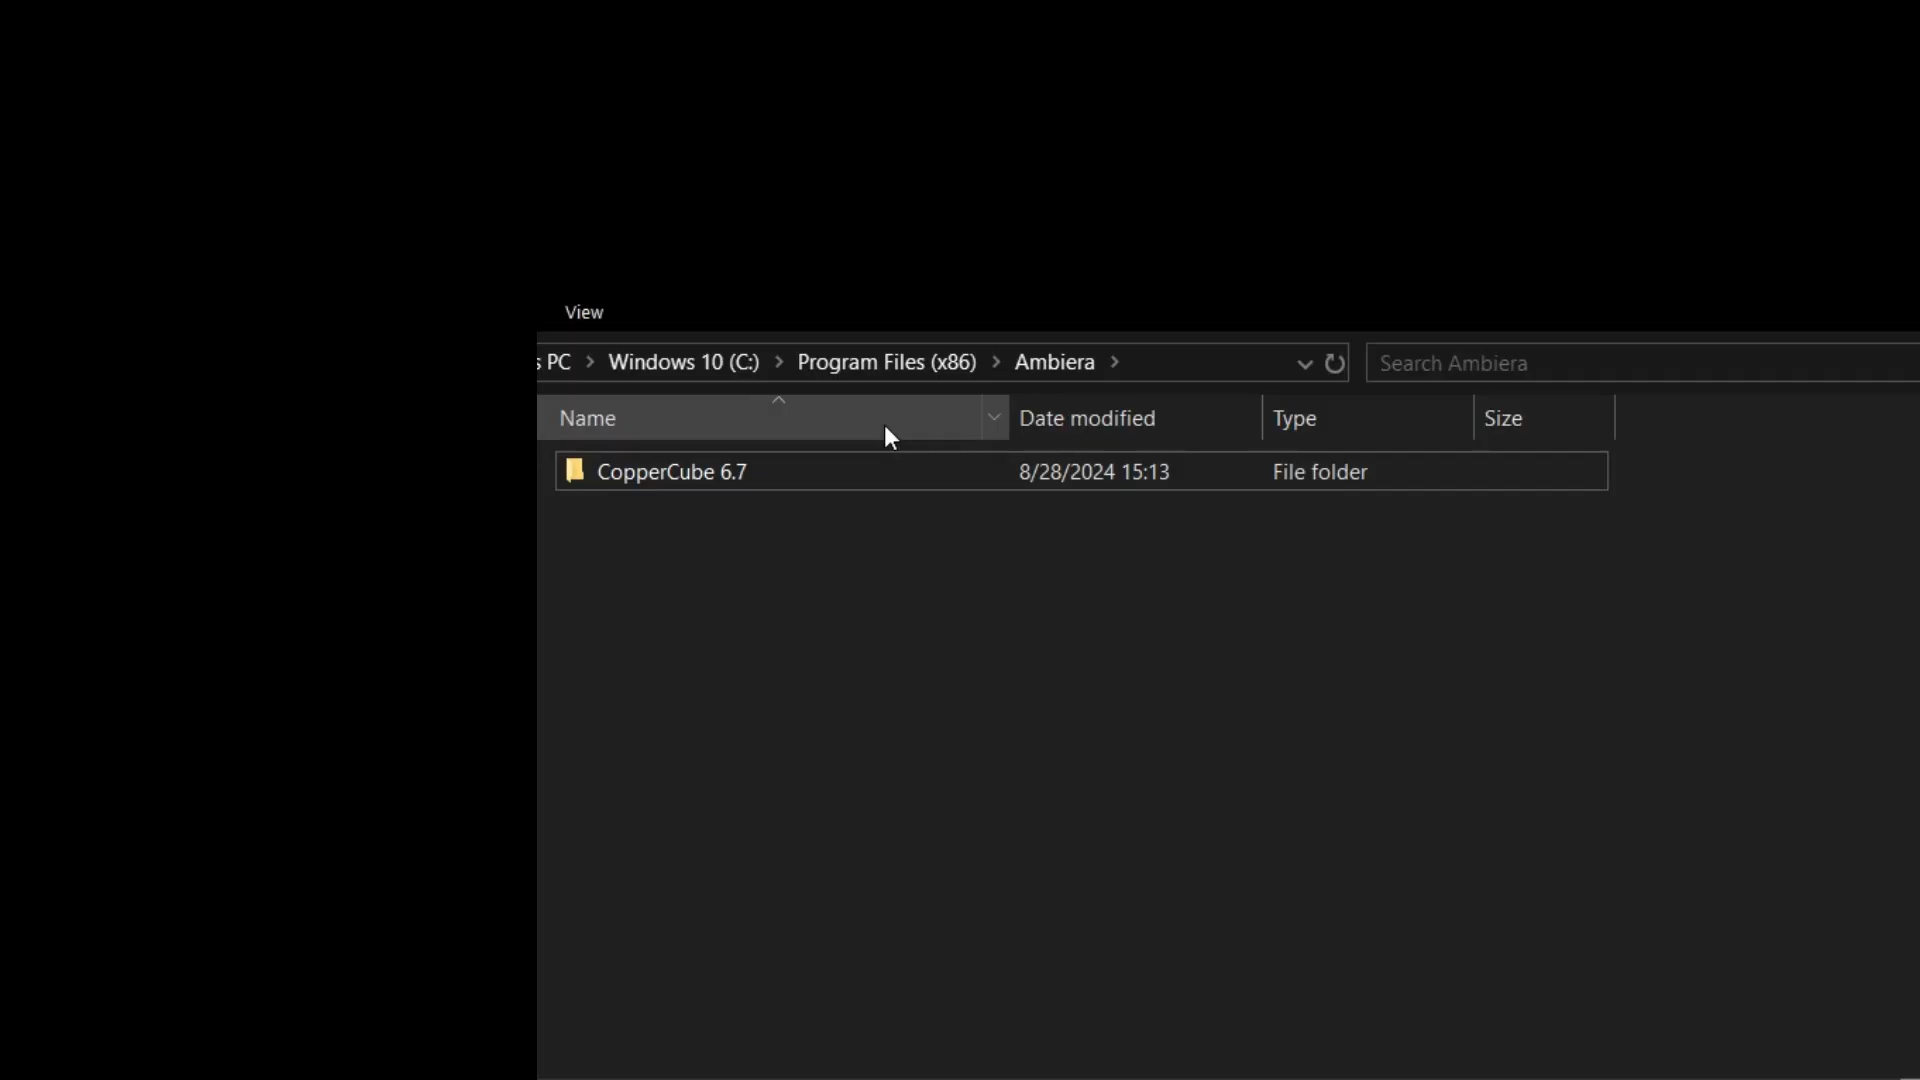 View
s PC > Windows 10 (C:) > Program Files (x86) > Ambiera >
Search Ambiera
Name Date modified Type Size
CopperCube 6.7 8/28/2024 15:13 File folder